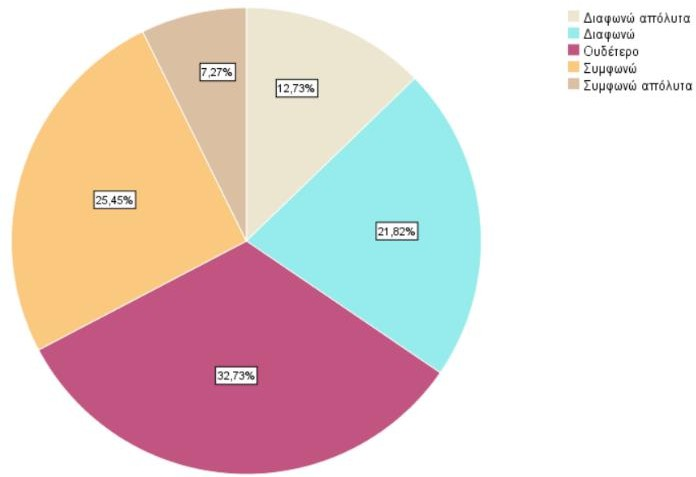 Διαφωνώ απόλυτα
Διαφωνώ
Ουδέτερο
Συμφωνώ
Συμφωνώ απόλυτα
7,27%
12,73%
25,45%
21,82%
32,73%